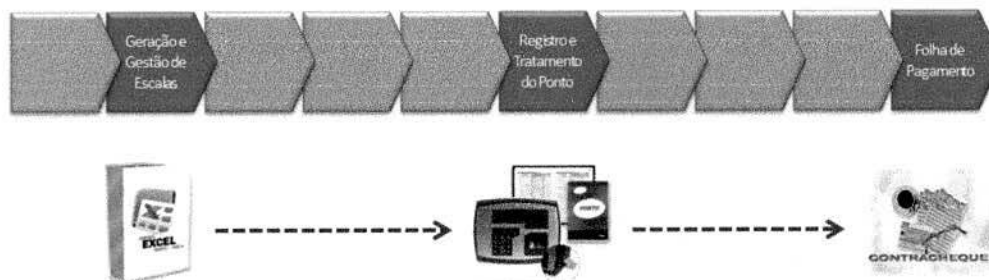 Geração e
Gestão de
Escalas
Registro e
Tratamento
do Ponto
Folha de
Pagamento
EXCEL
CONTRACHEQUE